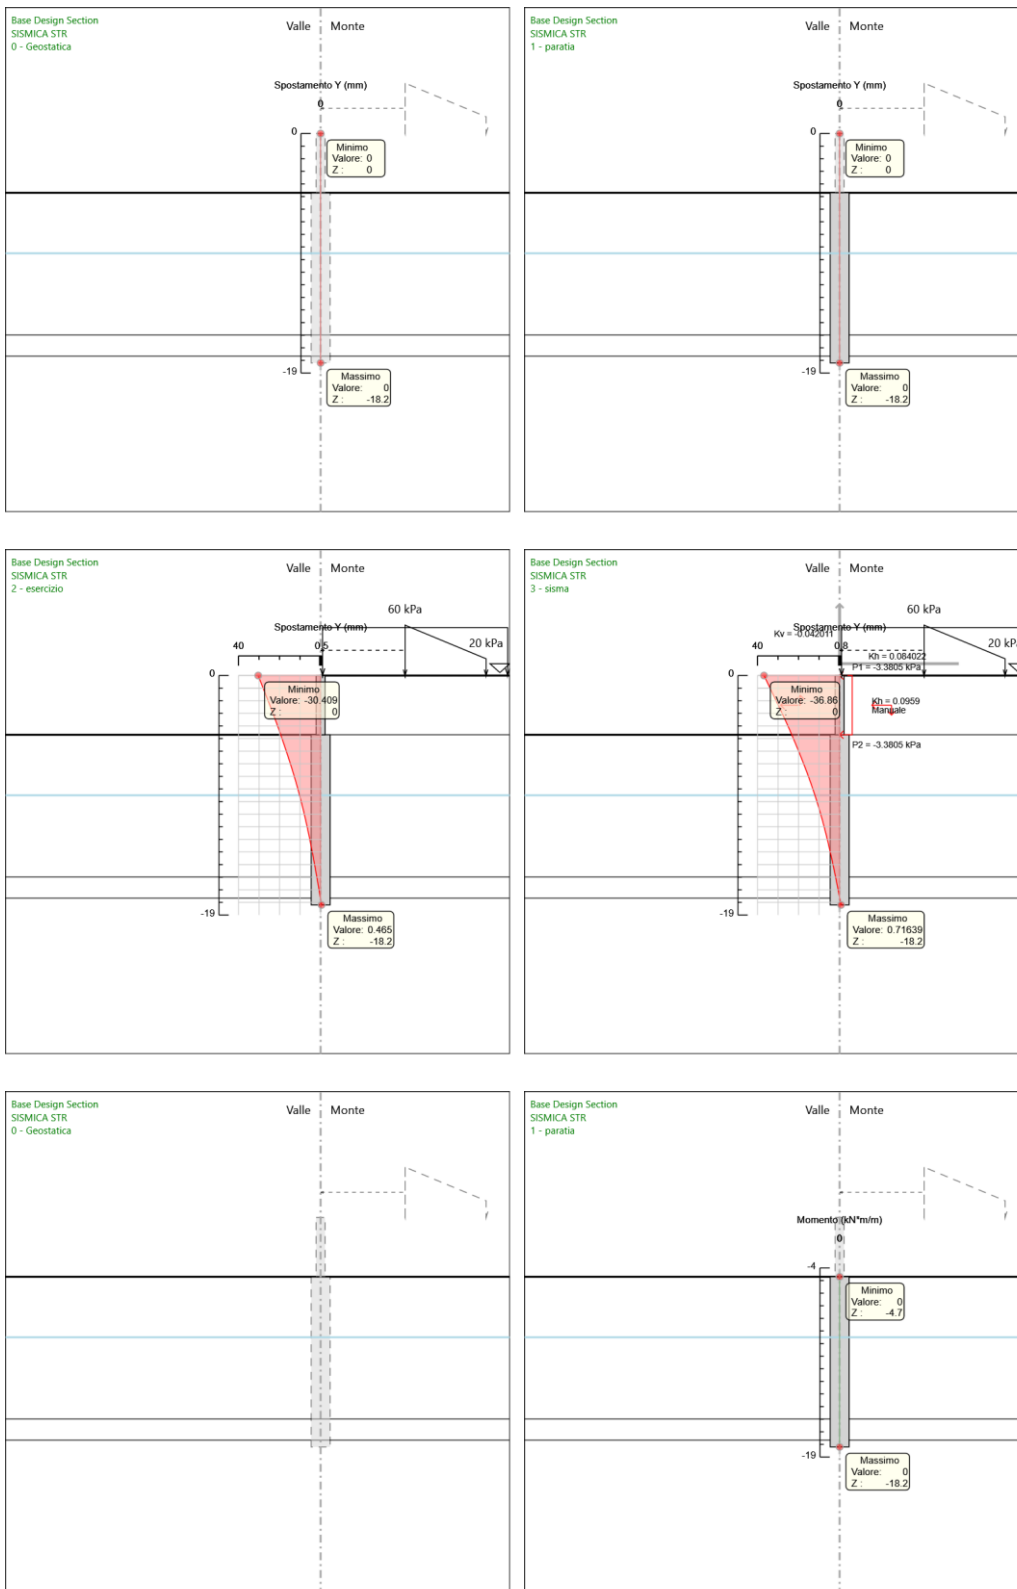 Base Design Section
SISMICA STR
0 - Geostatica
Valle
Monte
Spostamento Y (mm)
0
0
Minimo
Valore: 0
Z : 0
-19
Massimo
Valore: 0
Z : -18.2
Base Design Section
SISMICA STR
1 - paratia
Valle
Monte
Spostamento Y (mm)
0
0
Minimo
Valore: 0
Z : 0
-19
Massimo
Valore: 0
Z : -18.2
Base Design Section
SISMICA STR
2 - esercizio
Valle
Monte
60 kPa
Spostamento Y (mm)
20 kPa
40
0.5
0
Minimo
Valore: -30.409
Z : 0
-19
Massimo
Valore: 0.465
Z : -18.2
Base Design Section
SISMICA STR
3 - sisma
Valle
Monte
60 kPa
Spostamento Y (mm)
Kv = -0.042011
20 kPa
40
0.8
Kh = 0.084022
P1 = -3.3805 kPa
0
Minimo
Valore: -36.86
Z : 0
Kh = 0.0959
Manuale
P2 = -3.3805 kPa
-19
Massimo
Valore: 0.71639
Z : -18.2
Base Design Section
SISMICA STR
0 - Geostatica
Valle
Monte
Base Design Section
SISMICA STR
1 - paratia
Valle
Monte
Momento (kN*m/m)
0
-4
Minimo
Valore: 0
Z : -4.7
-19
Massimo
Valore: 0
Z : -18.2